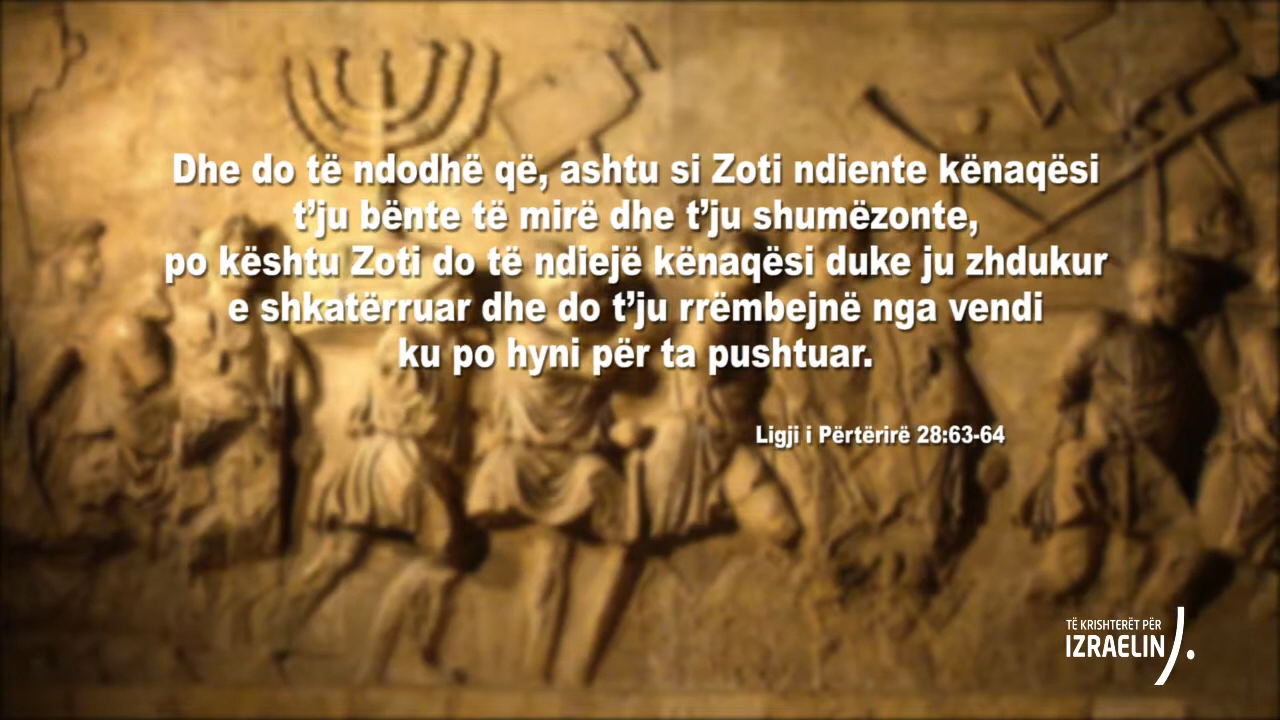 Dhe do të ndodhë që, ashtu si Zoti ndiente kënaqësi
t’ju bënte të mirë dhe t’ju shumëzonte,
po kështu Zoti do të ndiejë kënaqësi duke ju zhdukur
e shkatërruar dhe do t’ju rrëmbejnë nga vendi
ku po hyni për ta pushtuar.
Ligji i Përtërirë 28:63-64
TË KRISHTERËT PËR
IZRAELIN